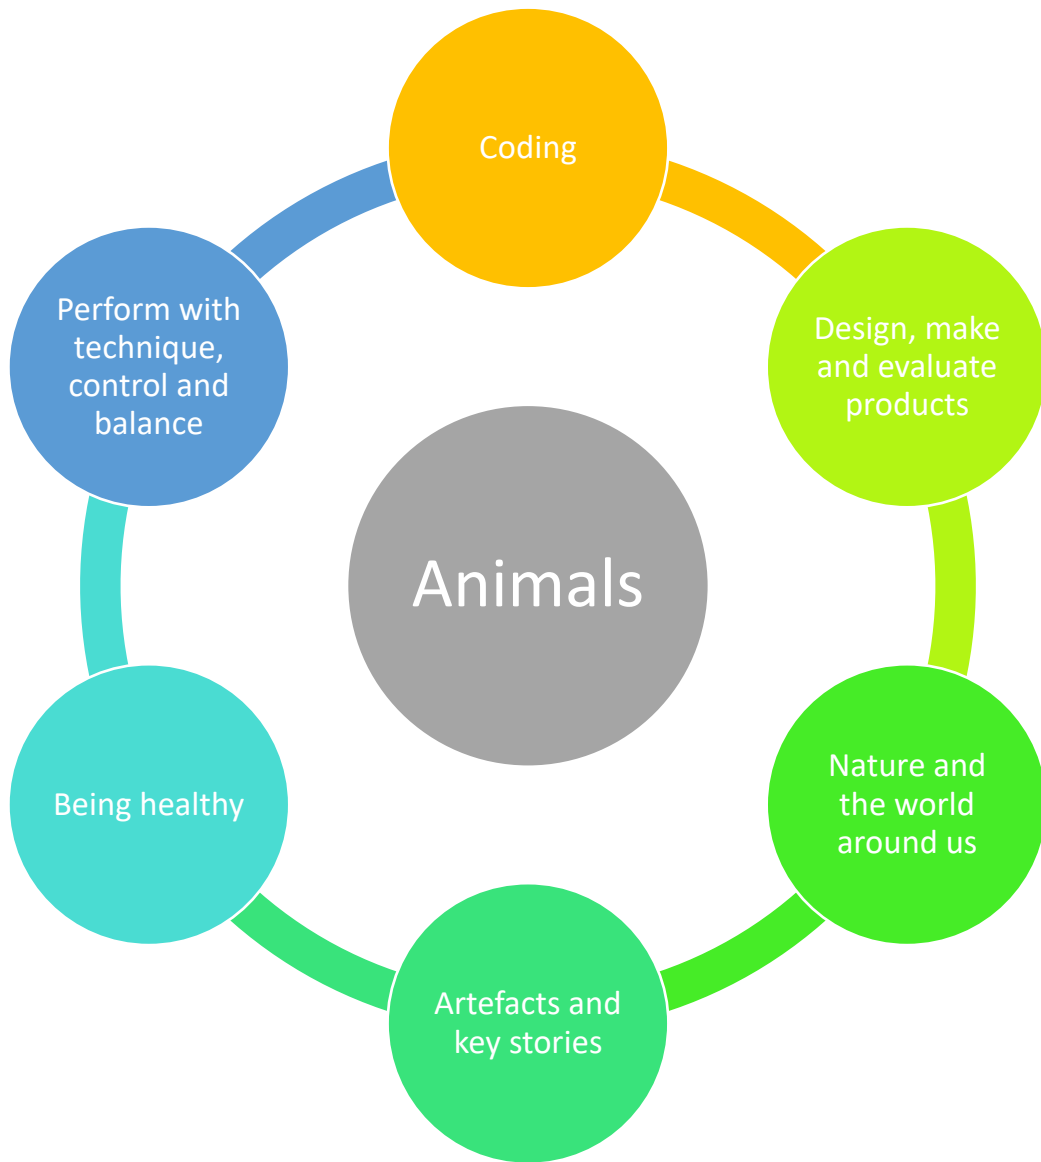 Coding
Design, make
and evaluate
products
Nature and
the world
around us
Artefacts and
key stories
Being healthy
Perform with
technique,
control and
balance
Animals